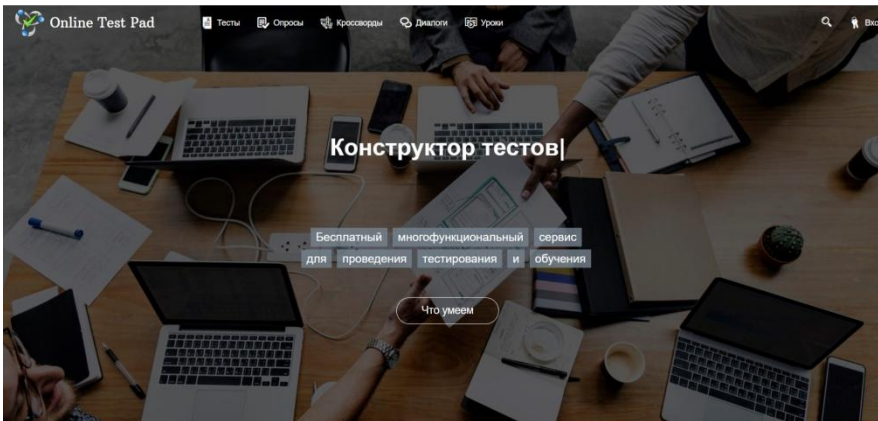 Online Test Pad Тесты Опросы Кроссворды Диалоги Уроки Вхо
Конструктор тестов|
Бесплатный многофункциональный сервис
для проведения тестирования и обучения
Что умеем